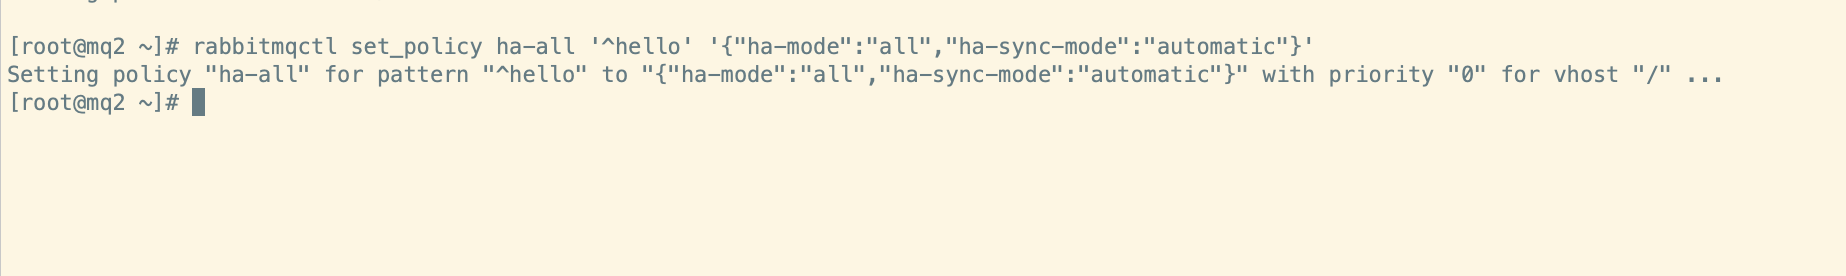 [root@mq2 ~]# rabbitmqctl set_policy ha-all '^hello' '{"ha-mode":"all","ha-sync-mode":"automatic"}'
Setting policy "ha-all" for pattern "^hello" to "{"ha-mode":"all","ha-sync-mode":"automatic"}" with priority "0" for vhost "/" ...
[root@mq2 ~]#